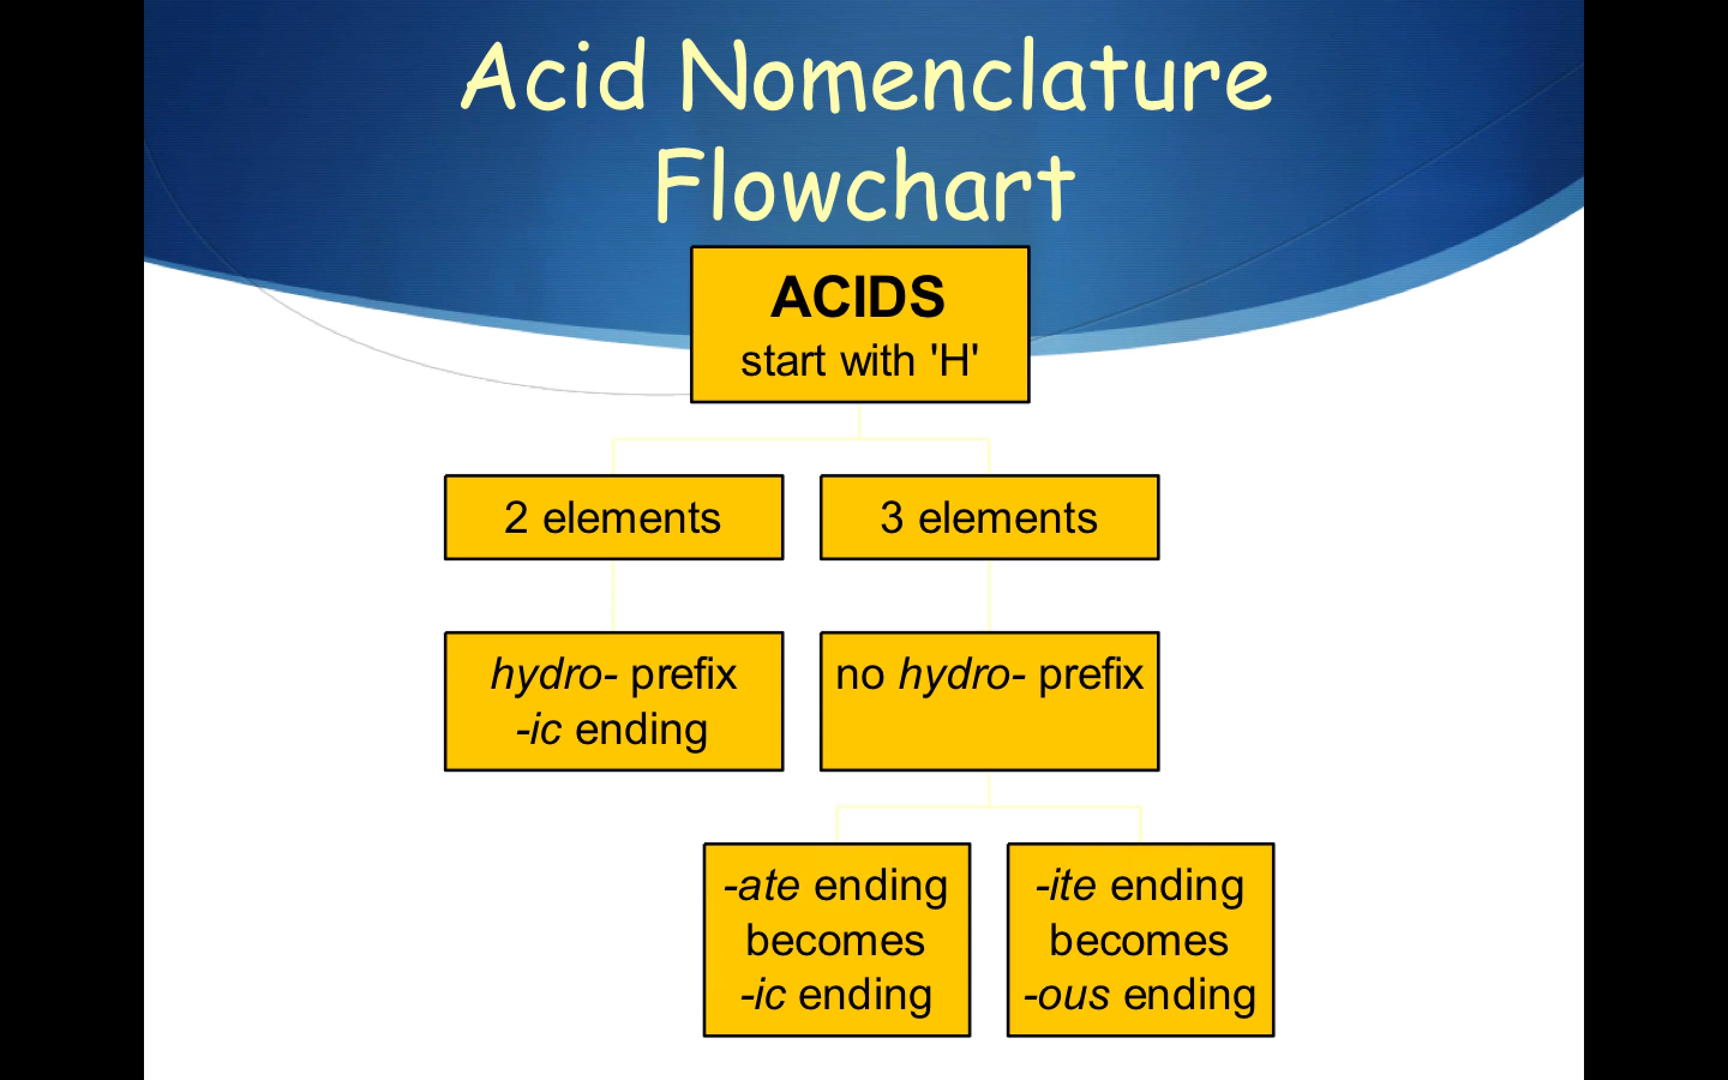 Acid Nomenclature
Flowchart
ACIDS
start with 'H'
2 elements
3 elements
hydro- prefix
-ic ending
no hydro- prefix
-ate ending
becomes
-ic ending
-ite ending
becomes
-ous ending